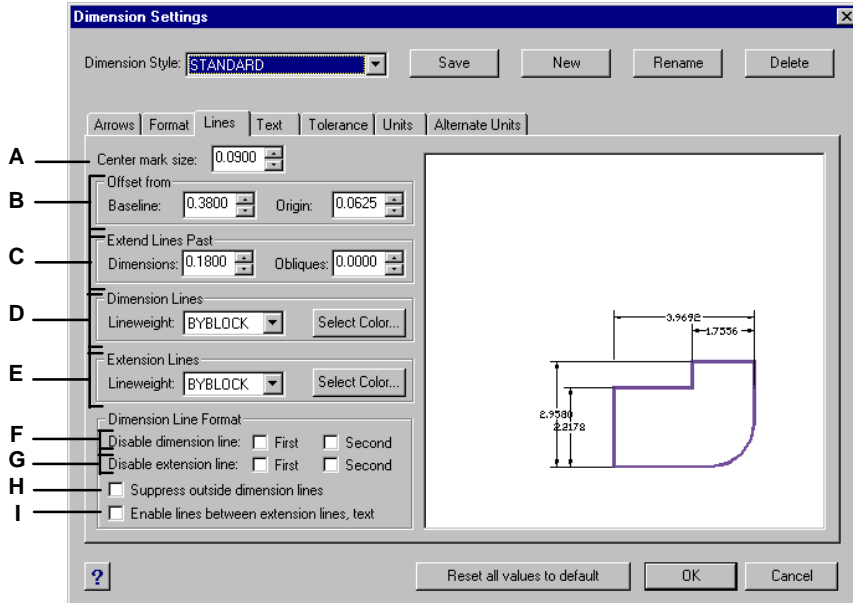 Dimension Settings
Dimension Style: STANDARD Save New Rename Delete
Arrows Format Lines Text Tolerance Units Alternate Units
A Center mark size: 0.0900
Offset from
B Baseline: 0.3800 Origin: 0.0625
Extend Lines Past
C Dimensions: 0.1800 Obliques: 0.0000
Dimension Lines
D Lineweight: BYBLOCK Select Color...
Extension Lines
E Lineweight: BYBLOCK Select Color...
Dimension Line Format
F Disable dimension line: First Second
G Disable extension line: First Second
H Suppress outside dimension lines
I Enable lines between extension lines, text
3.9692
1.7556
2.9580
2.2178
? Reset all values to default OK Cancel